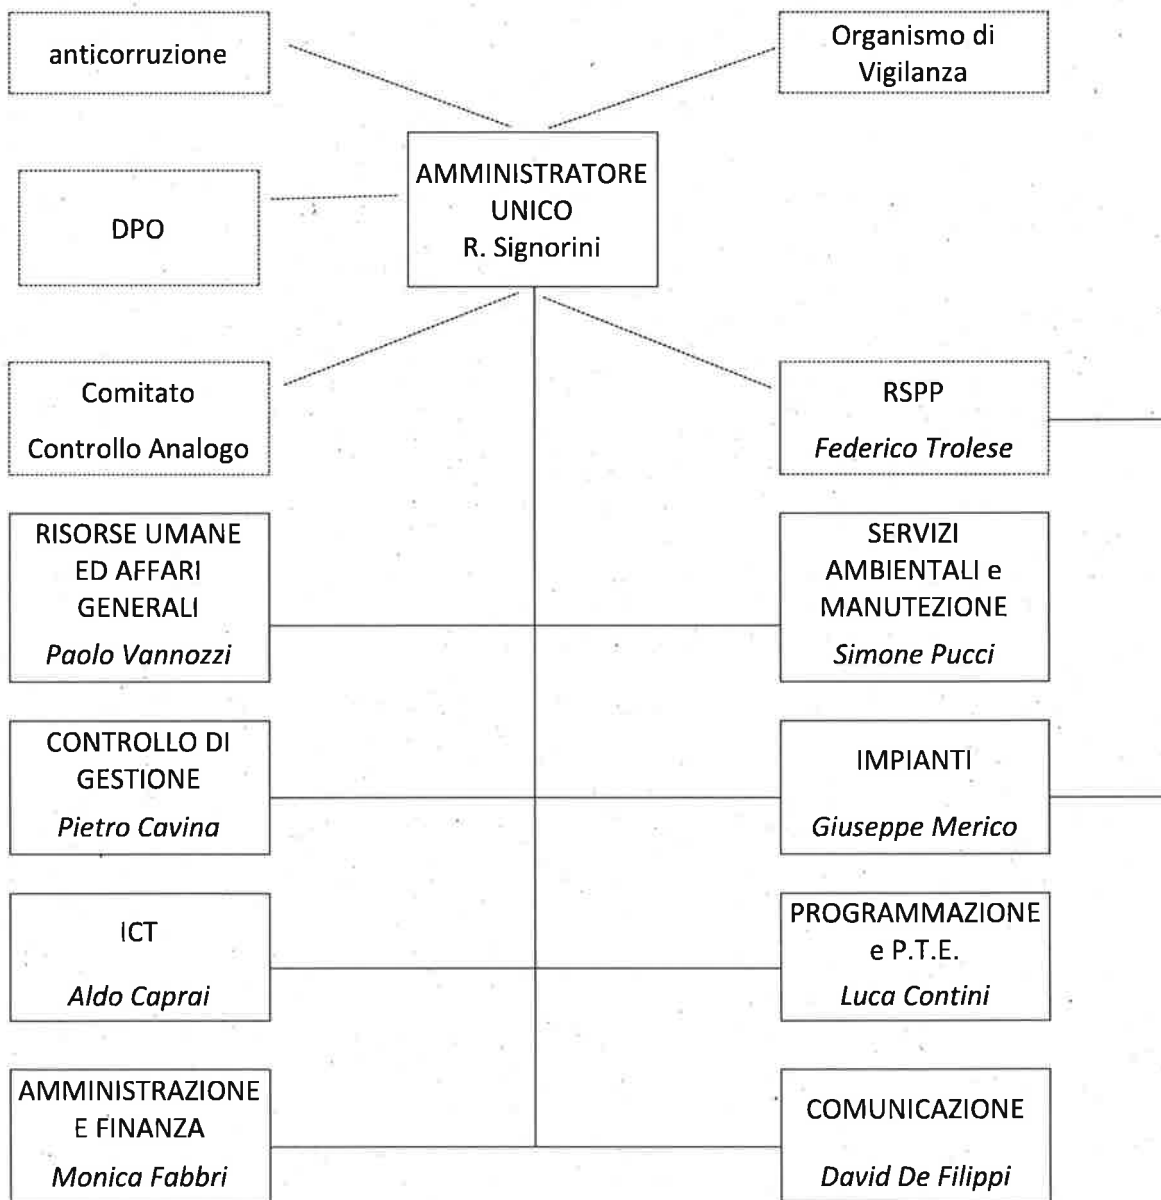 anticorruzione
Organismo di
Vigilanza
AMMINISTRATORE
UNICO
R. Signorini
DPO
Comitato
Controllo Analogo
RSPP
Federico Trolese
RISORSE UMANE
ED AFFARI
GENERALI
Paolo Vannozzi
SERVIZI
AMBIENTALI e
MANUTEZIONE
Simone Pucci
CONTROLLO DI
GESTIONE
Pietro Cavina
IMPIANTI
Giuseppe Merico
ICT
Aldo Caprai
PROGRAMMAZIONE
e P.T.E.
Luca Contini
AMMINISTRAZIONE
E FINANZA
Monica Fabbri
COMUNICAZIONE
David De Filippi